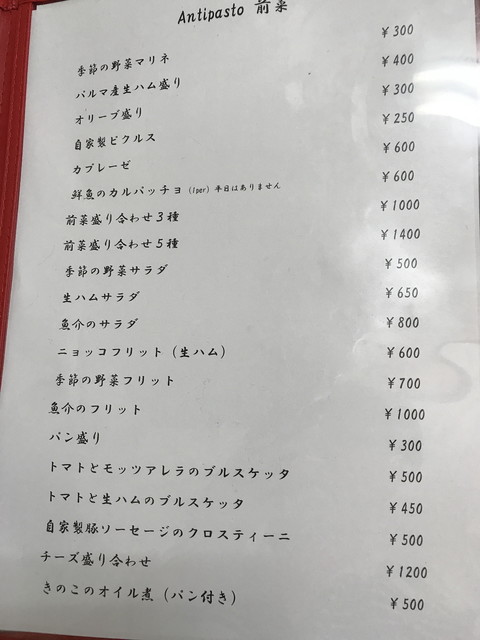 Antipasto 前菜
季節の野菜マリネ ¥300
パルマ産生ハム盛り ¥400
オリーブ盛り ¥300
自家製ピクルス ¥250
カプレーゼ ¥600
鮮魚のカルパッチョ (1per) 平日はありません ¥600
前菜盛り合わせ3種 ¥1000
前菜盛り合わせ5種 ¥1400
季節の野菜サラダ ¥500
生ハムサラダ ¥650
魚介のサラダ ¥800
ニョッコフリット（生ハム） ¥600
季節の野菜フリット ¥700
魚介のフリット ¥1000
パン盛り ¥300
トマトとモッツアレラのブルスケッタ ¥500
トマトと生ハムのブルスケッタ ¥450
自家製豚ソーセージのクロスティーニ ¥500
チーズ盛り合わせ ¥1200
きのこのオイル煮（パン付き） ¥500